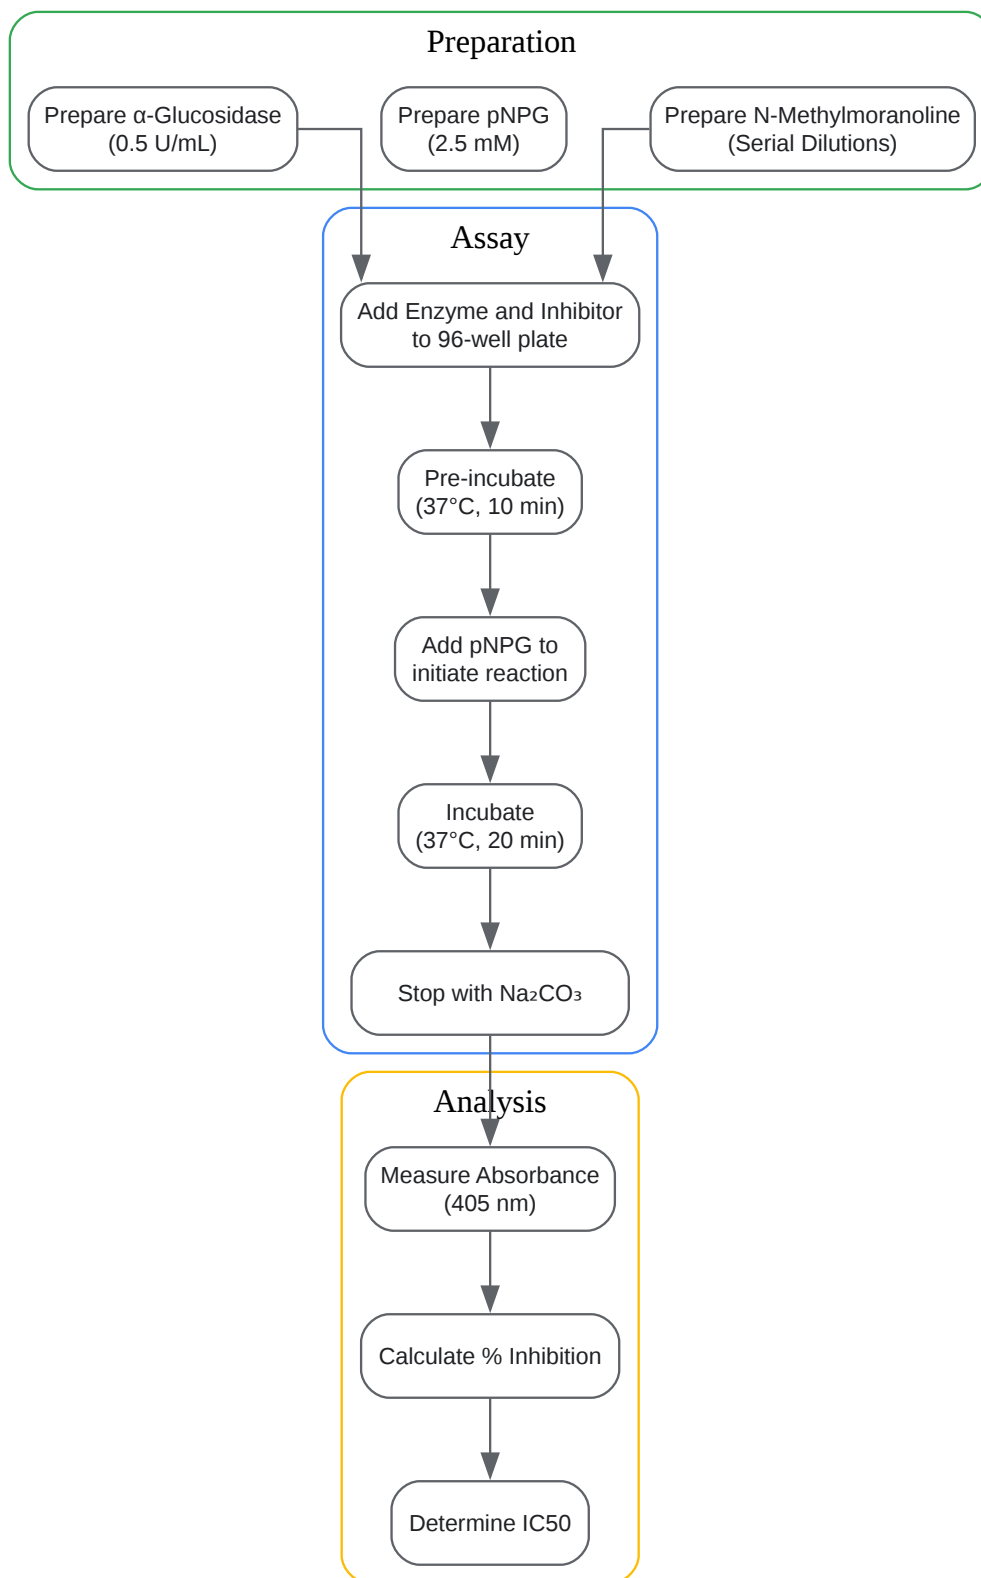 Preparation
Prepare α-Glucosidase
(0.5 U/mL)
Prepare pNPG
(2.5 mM)
Prepare N-Methylmoranoline
(Serial Dilutions)
Assay
Add Enzyme and Inhibitor
to 96-well plate
Pre-incubate
(37°C, 10 min)
Add pNPG to
initiate reaction
Incubate
(37°C, 20 min)
Stop with Na₂CO₃
Analysis
Measure Absorbance
(405 nm)
Calculate % Inhibition
Determine IC50